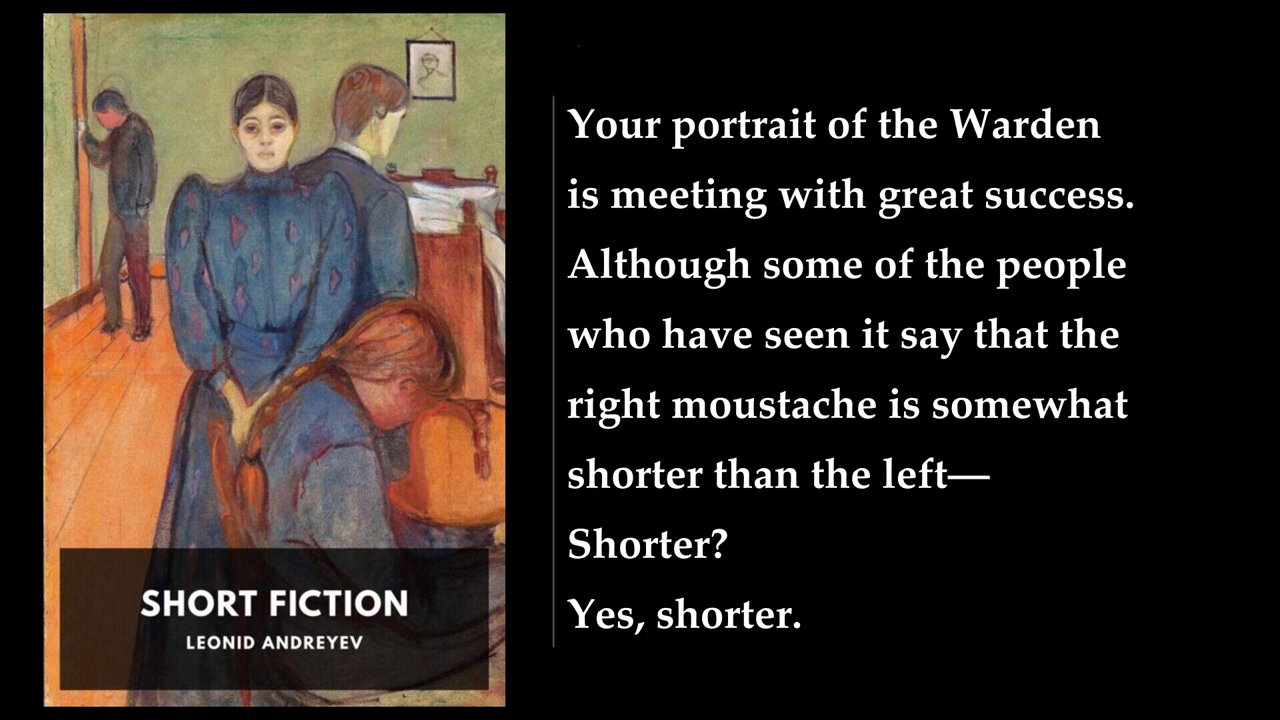 SHORT FICTION
LEONID ANDREYEV
Your portrait of the Warden
is meeting with great success.
Although some of the people
who have seen it say that the
right moustache is somewhat
shorter than the left—
Shorter?
Yes, shorter.